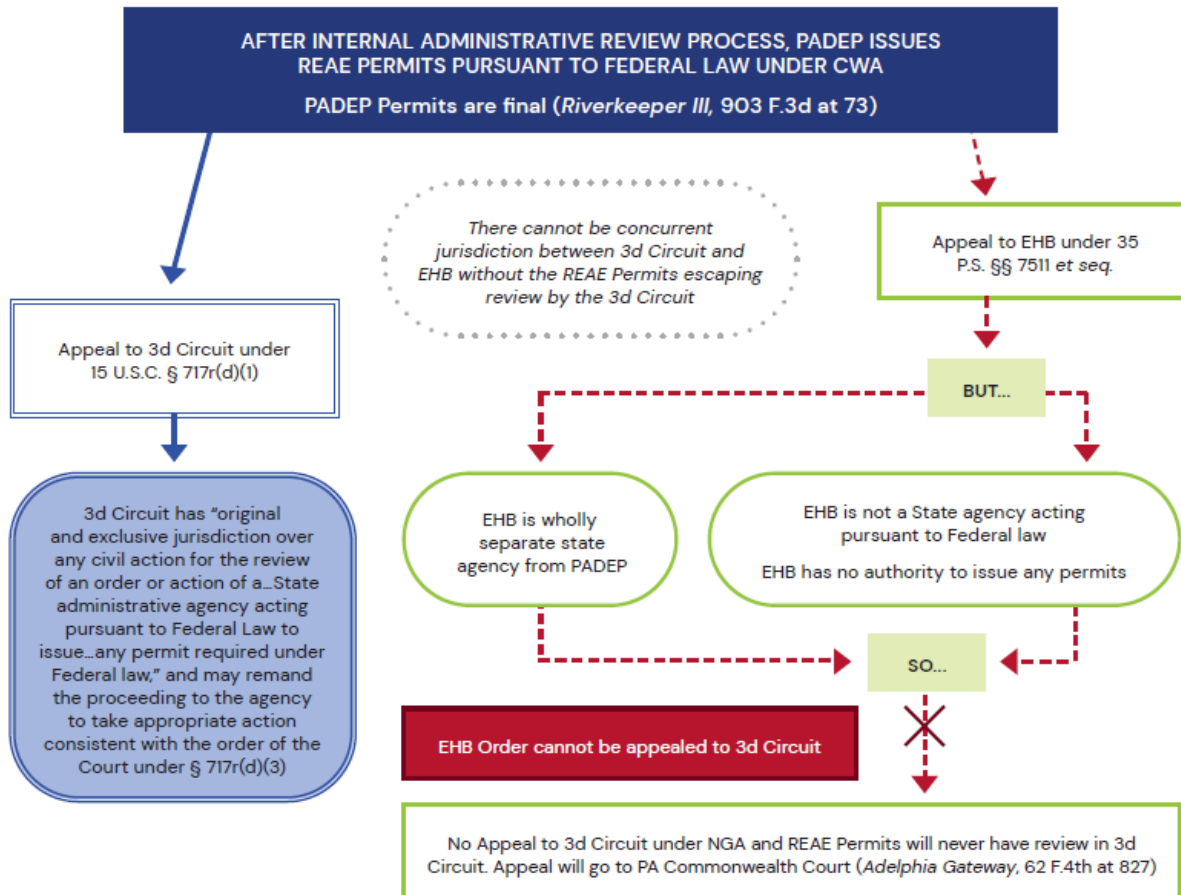 AFTER INTERNAL ADMINISTRATIVE REVIEW PROCESS, PADEP ISSUES
REAE PERMITS PURSUANT TO FEDERAL LAW UNDER CWA
PADEP Permits are final (Riverkeeper III, 903 F.3d at 73)
There cannot be concurrent
jurisdiction between 3d Circuit and
EHB without the REAE Permits escaping
review by the 3d Circuit
Appeal to EHB under 35
P.S. §§ 7511 et seq.
Appeal to 3d Circuit under
15 U.S.C. § 717r(d)(1)
BUT...
3d Circuit has “original
and exclusive jurisdiction over
any civil action for the review
of an order or action of a...State
administrative agency acting
pursuant to Federal Law to
issue...any permit required under
Federal law,” and may remand
the proceeding to the agency
to take appropriate action
consistent with the order of the
Court under § 717r(d)(3)
EHB is wholly
separate state
agency from PADEP
EHB is not a State agency acting
pursuant to Federal law
EHB has no authority to issue any permits
SO...
EHB Order cannot be appealed to 3d Circuit
No Appeal to 3d Circuit under NGA and REAE Permits will never have review in 3d
Circuit. Appeal will go to PA Commonwealth Court (Adelphia Gateway, 62 F.4th at 827)